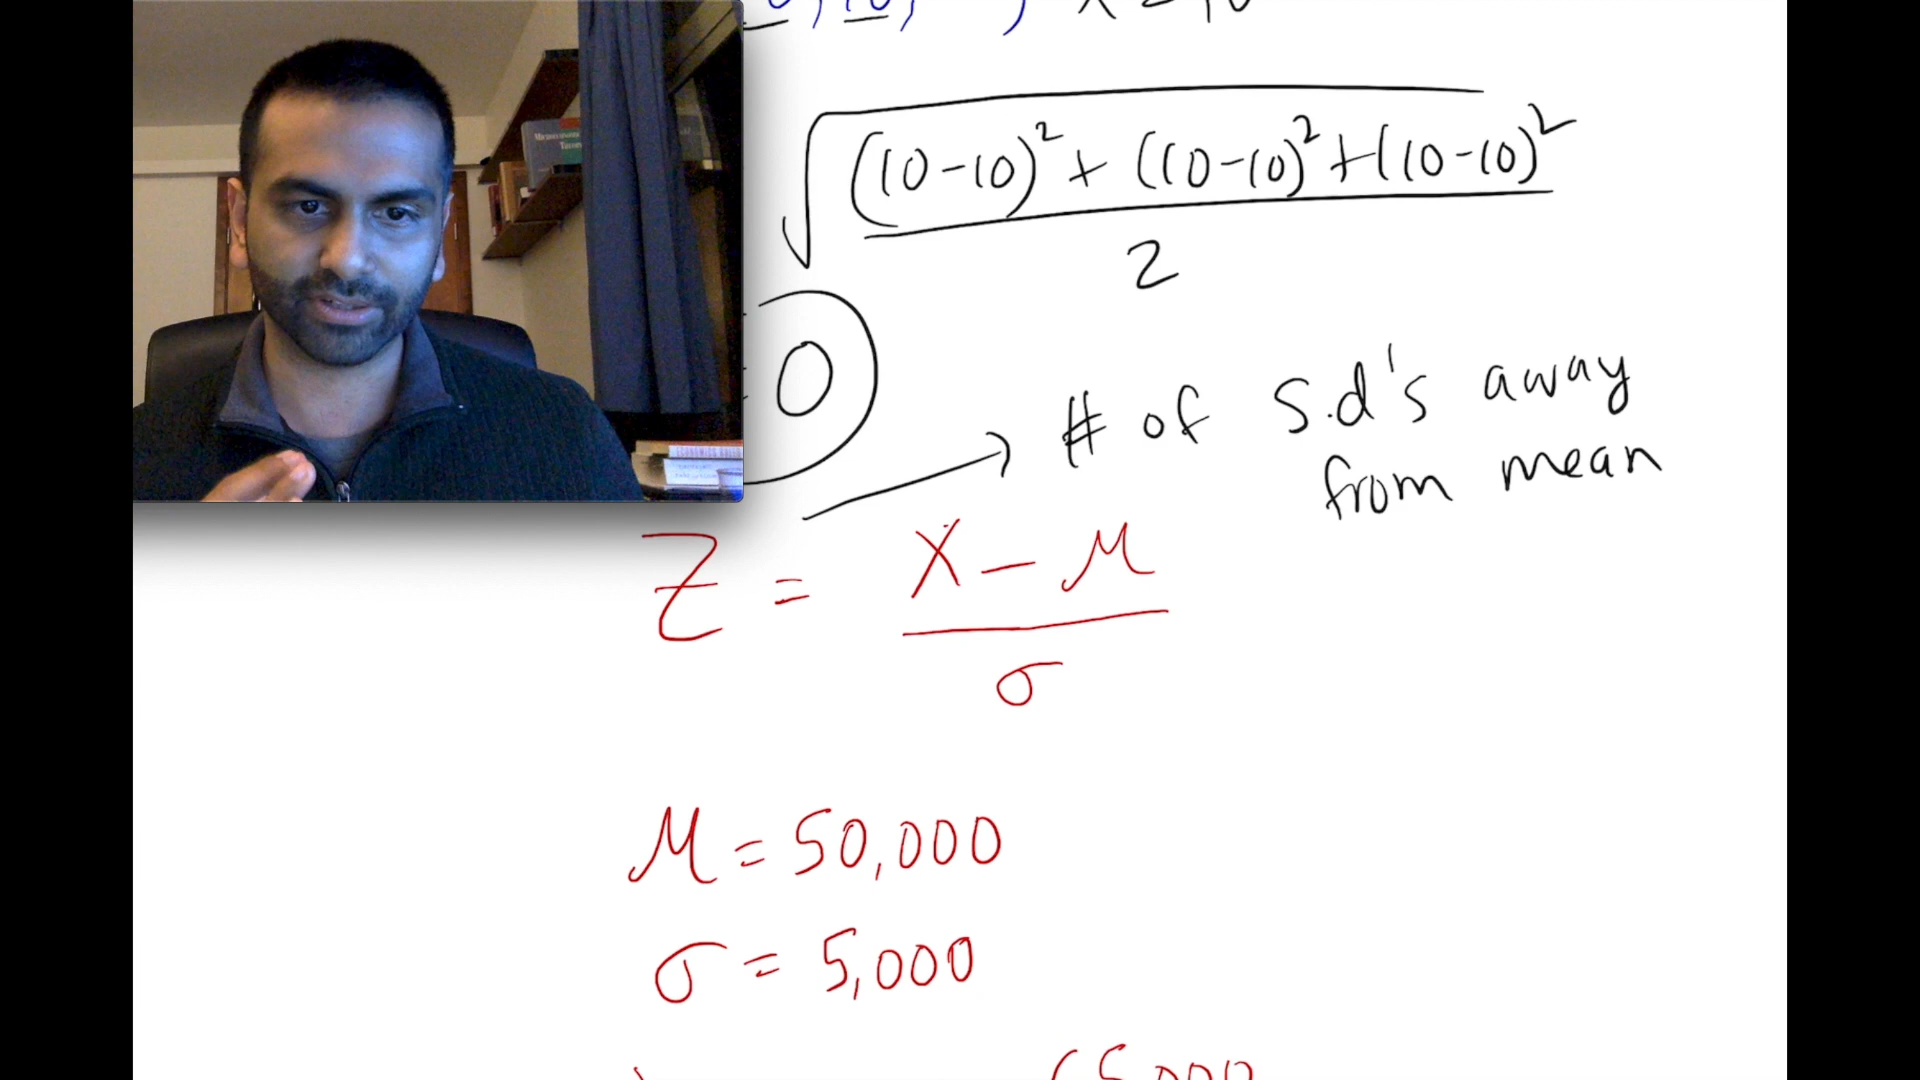 √((10-10)² + (10-10)² + (10-10)²) / 2
0
→ # of s.d's away
from mean
Z = (X - μ) / σ
μ = 50,000
σ = 5,000